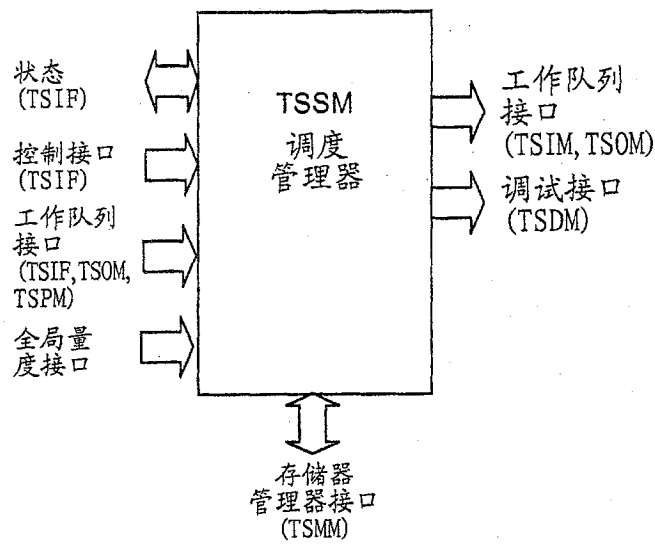 状态
(TSIF)
控制接口
(TSIF)
工作队列
接口
(TSIF,TSOM,
TSPM)
全局量
度接口
TSSM
调度
管理器
工作队列
接口
(TSIM,TSOM)
调试接口
(TSDM)
存储器
管理器接口
(TSMM)